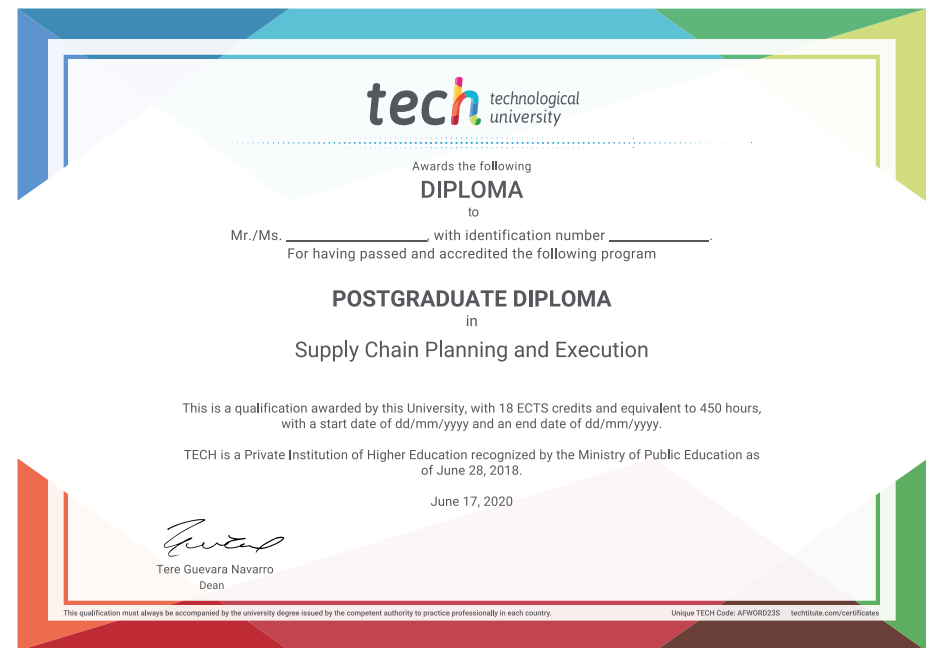 tech technological
university
Awards the following
DIPLOMA
to
Mr./Ms. ____________________, with identification number ______________.
For having passed and accredited the following program
POSTGRADUATE DIPLOMA
in
Supply Chain Planning and Execution
This is a qualification awarded by this University, with 18 ECTS credits and equivalent to 450 hours,
with a start date of dd/mm/yyyy and an end date of dd/mm/yyyy.
TECH is a Private Institution of Higher Education recognized by the Ministry of Public Education as
of June 28, 2018.
June 17, 2020
Tere Guevara Navarro
Dean
This qualification must always be accompanied by the university degree issued by the competent authority to practice professionally in each country. Unique TECH Code: AFWORD23S techtitute.com/certificates